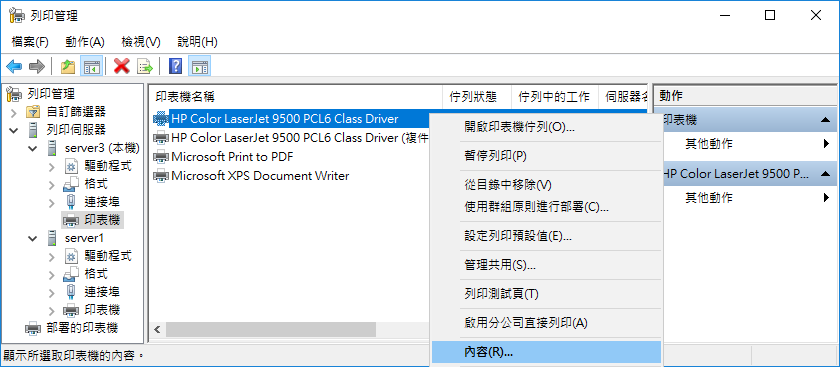 列印管理
檔案(F) 動作(A) 檢視(V) 說明(H)
列印管理
自訂篩選器
列印伺服器
server3 (本機)
驅動程式
格式
連接埠
印表機
server1
驅動程式
格式
連接埠
印表機
部署的印表機
印表機名稱 佇列狀態 佇列中的工作 伺服器名
HP Color LaserJet 9500 PCL6 Class Driver
HP Color LaserJet 9500 PCL6 Class Driver (複件
Microsoft Print to PDF
Microsoft XPS Document Writer
開啟印表機佇列(O)...
暫停列印(P)
從目錄中移除(V)
使用群組原則進行部署(C)...
設定列印預設值(E)...
管理共用(S)...
列印測試頁(T)
啟用分公司直接列印(A)
內容(R)...
動作
印表機
其他動作
HP Color LaserJet 9500 P...
其他動作
顯示所選取印表機的內容。